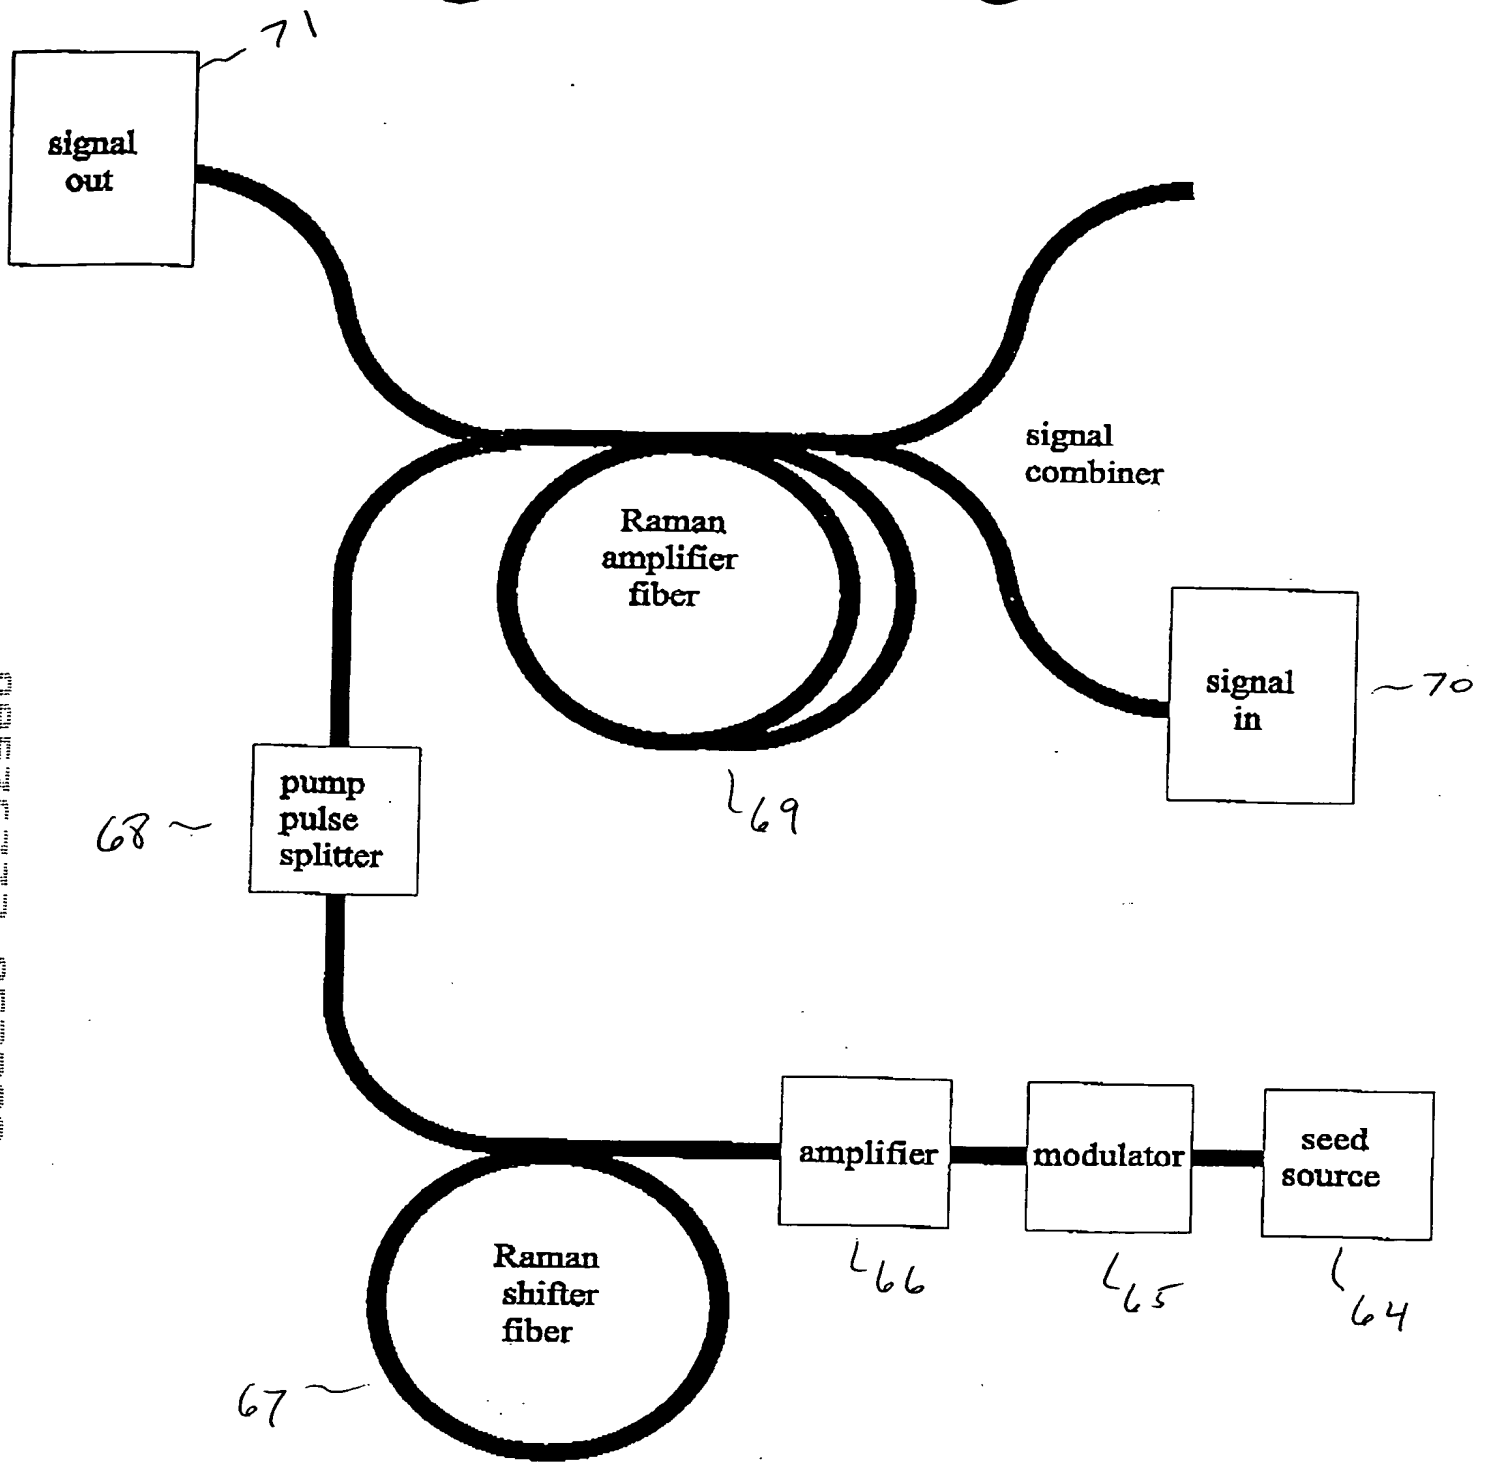 71
signal
out
signal
combiner
Raman
amplifier
fiber
signal
in
70
pump
pulse
splitter
68
69
amplifier
modulator
seed
source
66
65
64
Raman
shifter
fiber
67